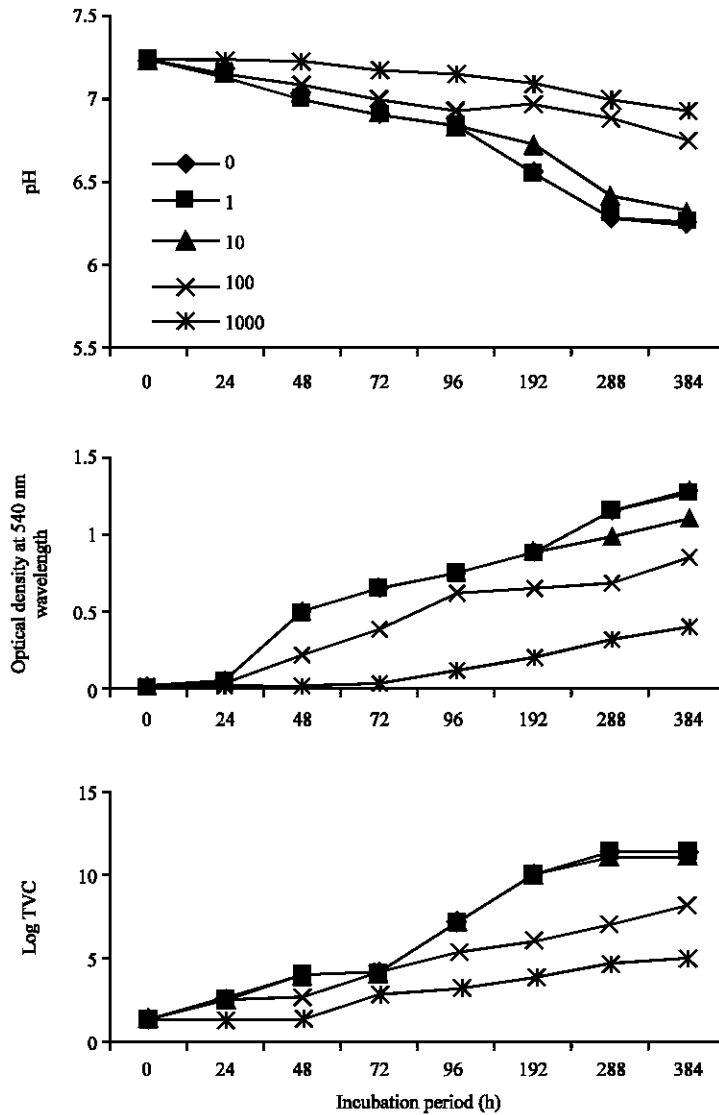 7.5
7
6.5
6
5.5
pH
0
1
10
100
1000
0 24 48 72 96 192 288 384
1.5
1
0.5
0
Optical density at 540 nm
wavelength
0 24 48 72 96 192 288 384
15
10
5
0
Log TVC
0 24 48 72 96 192 288 384
Incubation period (h)